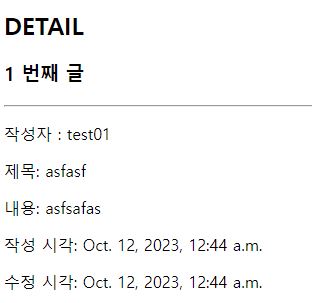 DETAIL
1 번째 글
작성자 : test01
제목: asfasf
내용: asfsafas
작성 시각: Oct. 12, 2023, 12:44 a.m.
수정 시각: Oct. 12, 2023, 12:44 a.m.